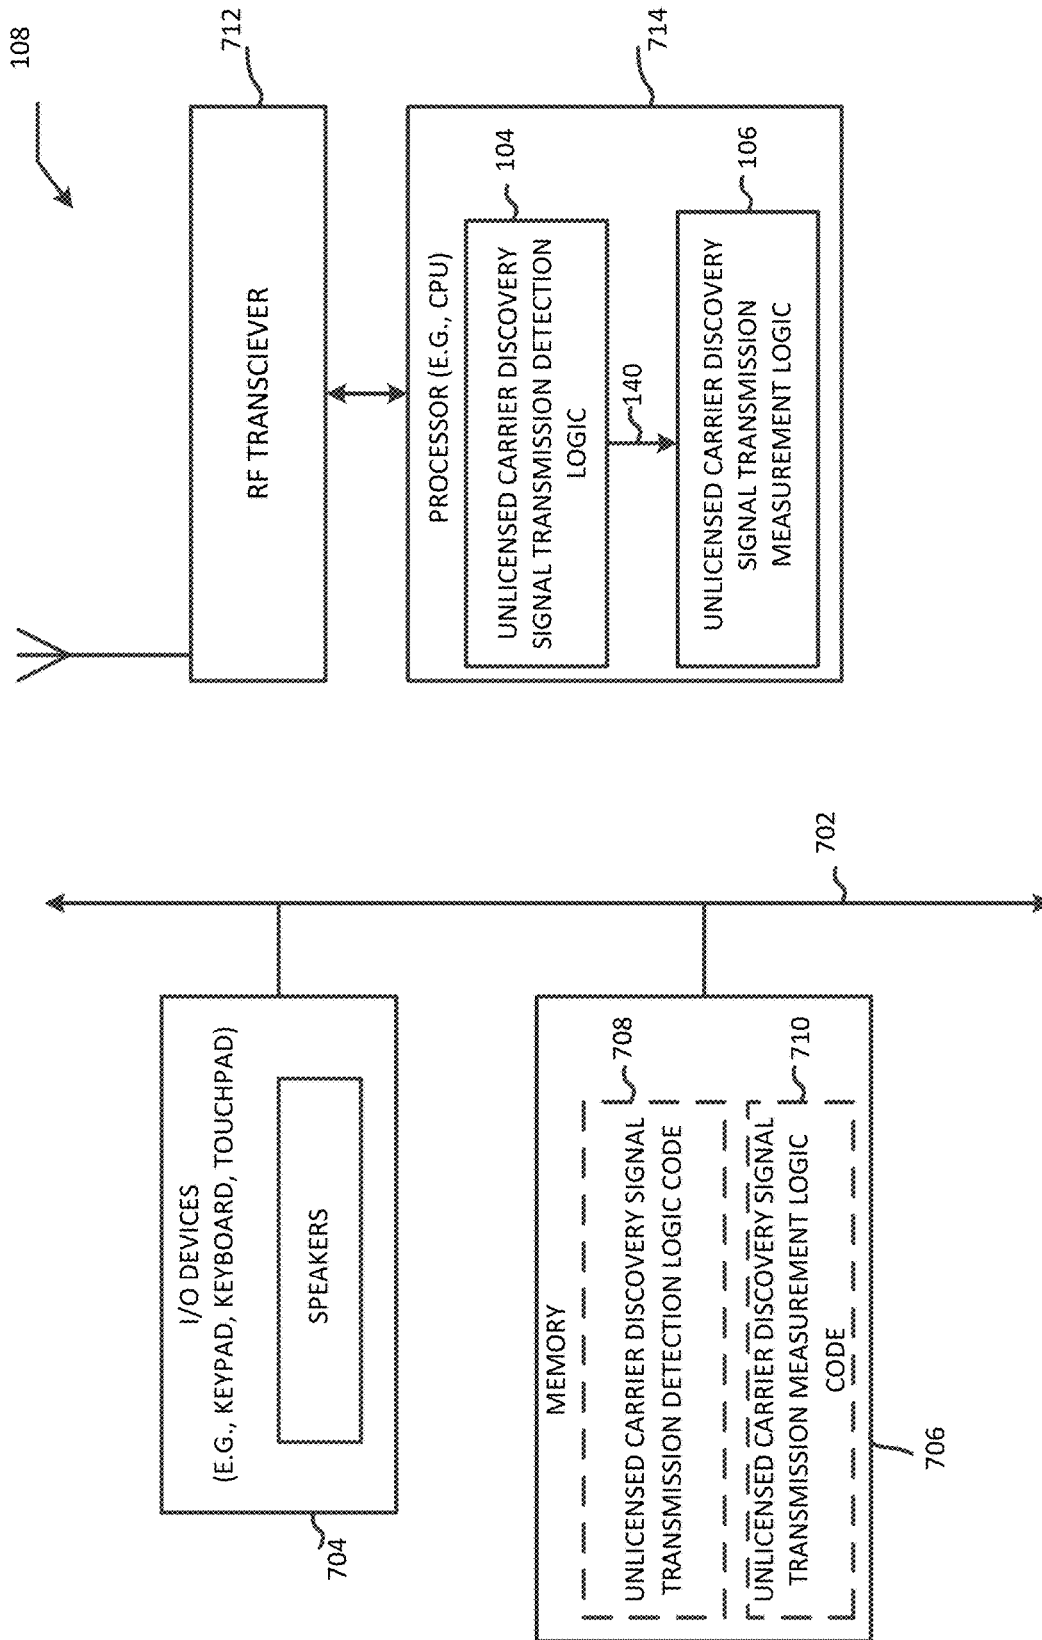 108
712
RF TRANSCIEVER
714
PROCESSOR (E.G., CPU)
104
UNLICENSED CARRIER DISCOVERY
SIGNAL TRANSMISSION DETECTION
LOGIC
140
106
UNLICENSED CARRIER DISCOVERY
SIGNAL TRANSMISSION
MEASUREMENT LOGIC
702
I/O DEVICES
(E.G., KEYPAD, KEYBOARD, TOUCHPAD)
SPEAKERS
704
MEMORY
708
UNLICENSED CARRIER DISCOVERY SIGNAL
TRANSMISSION DETECTION LOGIC CODE
710
UNLICENSED CARRIER DISCOVERY SIGNAL
TRANSMISSION MEASUREMENT LOGIC
CODE
706